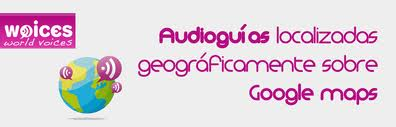 woices
world voices
Audioguías localizadas
geográficamente sobre
Google maps